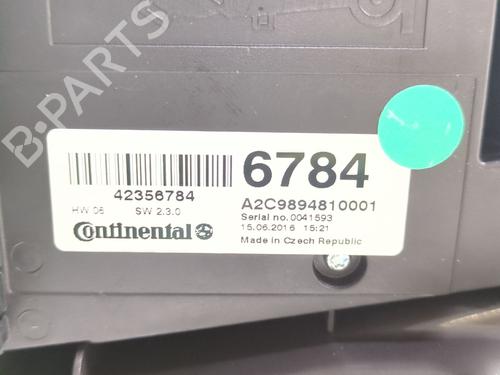 B-PARTS
6784
42356784
A2C9894810001
HW 06 SW 2.3.0
Serial no.0041593
15.06.2016 15:21
Continental
Made in Czech Republic